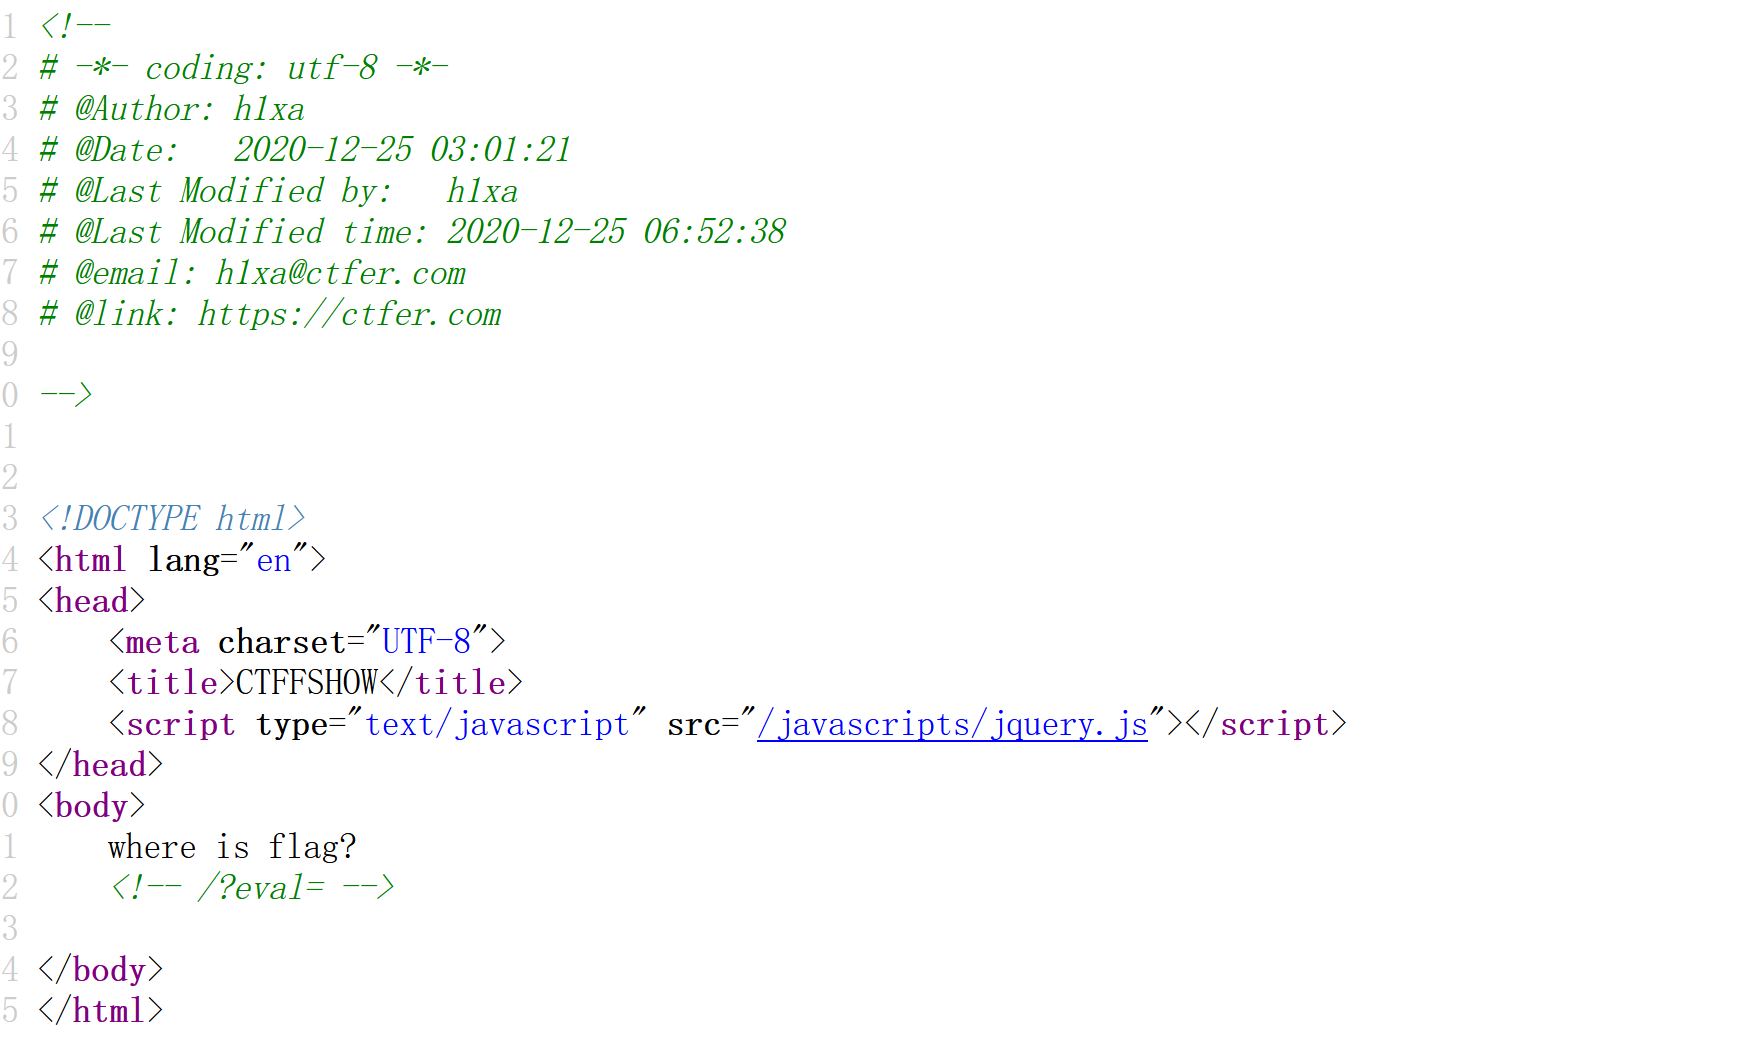 1 <!--
2 # -*- coding: utf-8 -*-
3 # @Author: h1xa
4 # @Date:   2020-12-25 03:01:21
5 # @Last Modified by:   h1xa
6 # @Last Modified time: 2020-12-25 06:52:38
7 # @email: h1xa@ctfer.com
8 # @link: https://ctfer.com
9
0 -->
1
2
3 <!DOCTYPE html>
4 <html lang="en">
5 <head>
6     <meta charset="UTF-8">
7     <title>CTFFSHOW</title>
8     <script type="text/javascript" src="/javascripts/jquery.js"></script>
9 </head>
0 <body>
1     where is flag?
2     <!-- /?eval= -->
3
4 </body>
5 </html>